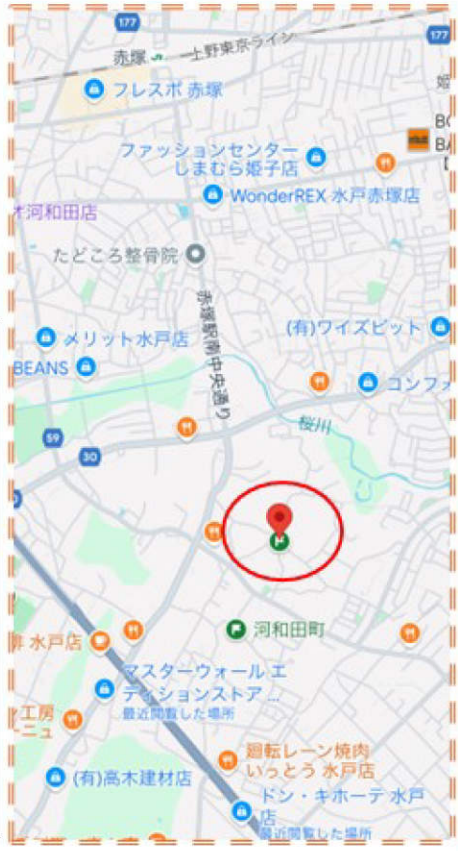 177
177
赤塚
上野東京ライン
フレスポ 赤塚
姫
BO
BA
ファッションセンター
しまむら姫子店
WonderREX 水戸赤塚店
オ河和田店
たどころ整骨院
赤塚駅南中央通り
メリット水戸店
(有)ワイズピット
BEANS
コンフォ
桜川
59
30
河和田町
水戸店
マスターウォール エ
ディションストア ...
最近閲覧した場所
工房
ニュ
廻転レーン焼肉
いっとう 水戸店
(有)高木建材店
ドン・キホーテ 水戸
店
最近閲覧した場所